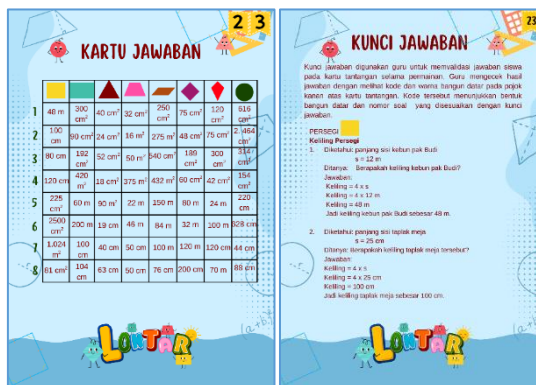 2 3
KARTU JAWABAN
1 48 m 300 cm² 40 cm² 32 cm² 250 cm² 75 cm² 120 cm² 616 cm²
2 100 cm 90 cm² 24 cm² 16 m² 275 m² 48 cm² 75 cm² 2.464 cm²
3 80 cm 192 cm² 52 cm² 50 m² 540 cm² 189 cm² 300 cm² 314 cm²
4 120 cm 420 m² 18 cm² 375 m² 432 m² 60 cm² 42 cm² 154 cm²
5 225 cm² 60 m 90 m² 22 m 150 m 80 m 24 m 220 cm
6 2500 cm² 200 m 19 cm 46 m 84 m 32 m 100 m 628 cm
7 1.024 m² 100 cm 40 cm 50 cm 100 m 120 m 120 cm 44 cm
8 81 cm² 104 cm 63 cm 50 cm 76 cm 200 cm 70 m 88 cm
LONTAR
23
KUNCI JAWABAN
Kunci jawaban digunakan guru untuk memvalidasi jawaban siswa
pada kartu tantangan selama permainan. Guru mengecek hasil
jawaban dengan melihat kode dan warna bangun datar pada pojok
kanan atas kartu tantangan. Kode tersebut menunjukkan bentuk
bangun datar dan nomor soal yang disesuaikan dengan kunci
jawaban.
PERSEGI
Keliling Persegi
1. Diketahui: panjang sisi kebun pak Budi
s = 12 m
Ditanya: Berapakah keliling kebun pak Budi?
Jawaban:
Keliling = 4 x s
Keliling = 4 x 12 m
Keliling = 48 m
Jadi keliling kebun pak Budi sebesar 48 m.
2. Diketahui: panjang sisi taplak meja
s = 25 cm
Ditanya: Berapakah keliling taplak meja tersebut?
Jawaban:
Keliling = 4 x s
Keliling = 4 x 25 cm
Keliling = 100 cm
Jadi keliling taplak meja sebesar 100 cm.
LONTAR